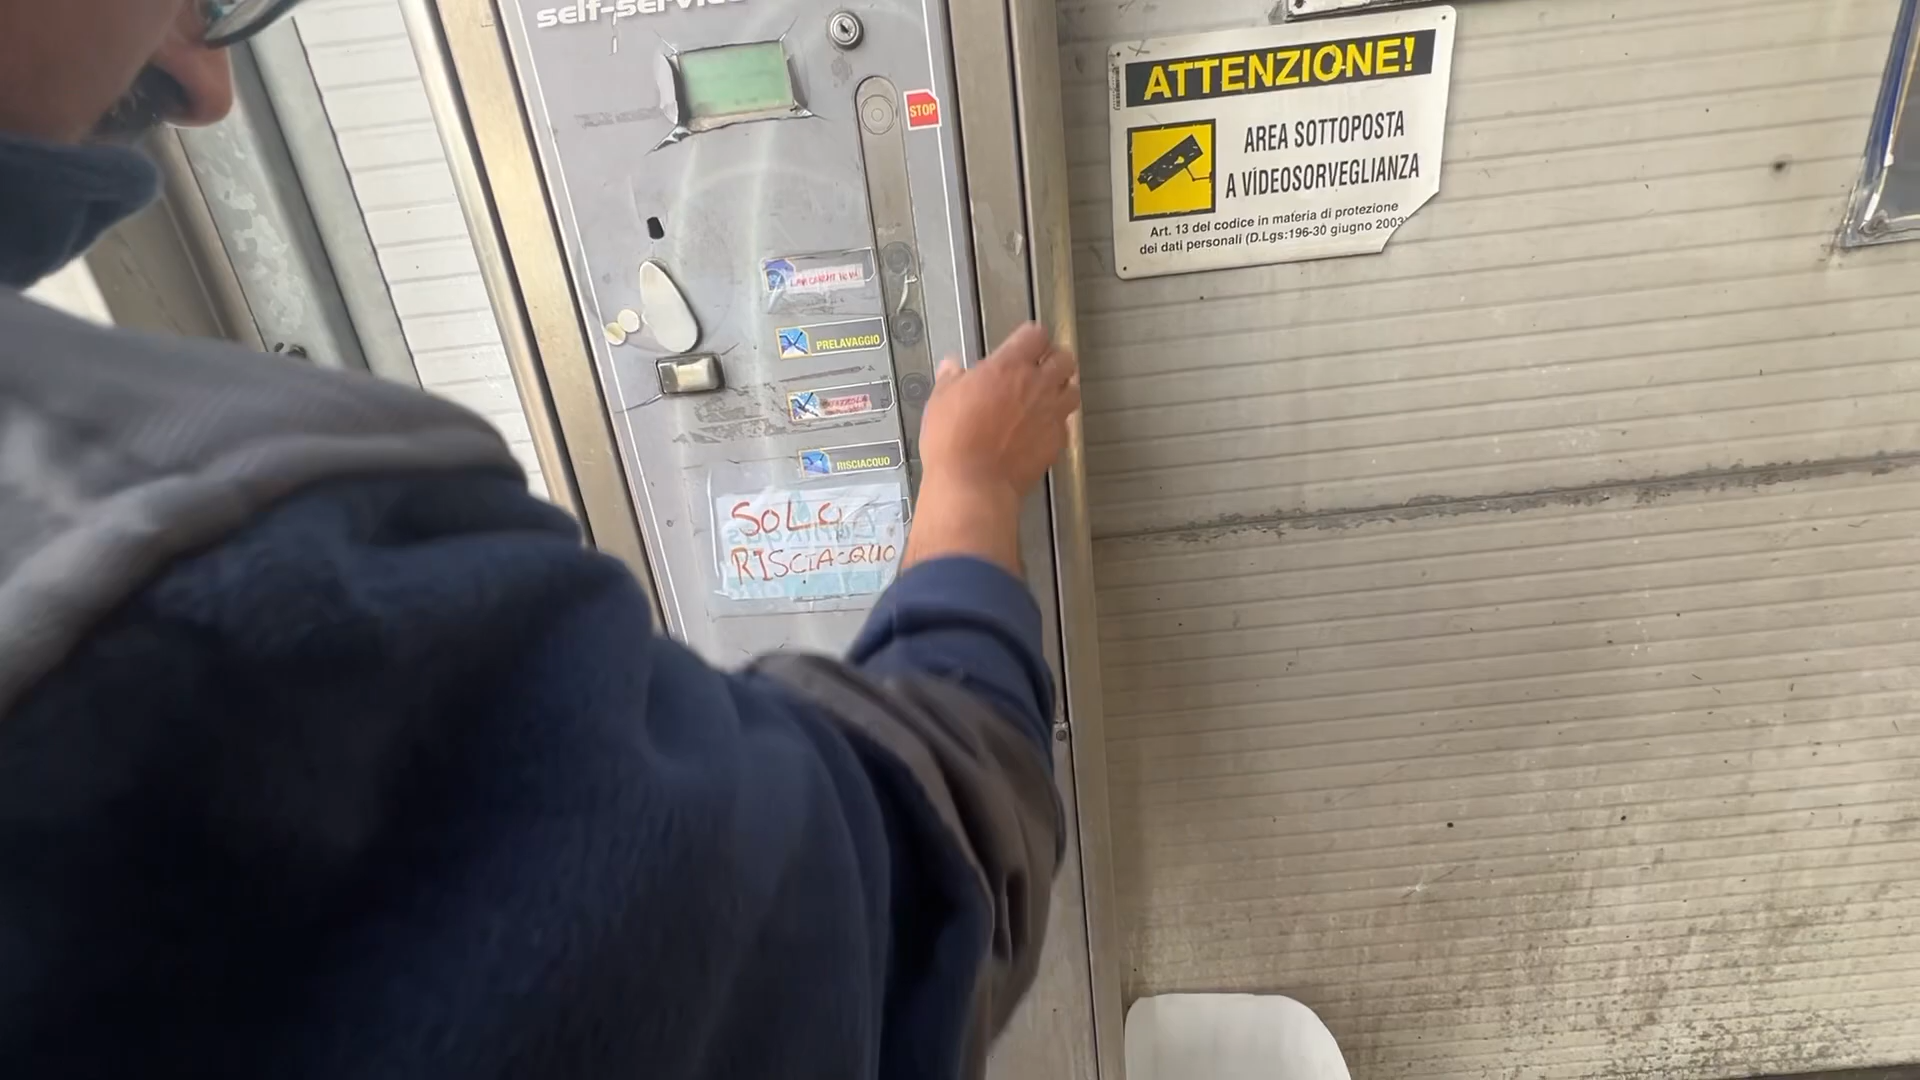 self-service
STOP
PRELAVAGGIO
RISCIACQUO
SOLO
RISCIACQUO
ATTENZIONE!
AREA SOTTOPOSTA
A VIDEOSORVEGLIANZA
Art. 13 del codice in materia di protezione
dei dati personali (D.Lgs:196-30 giugno 2003)